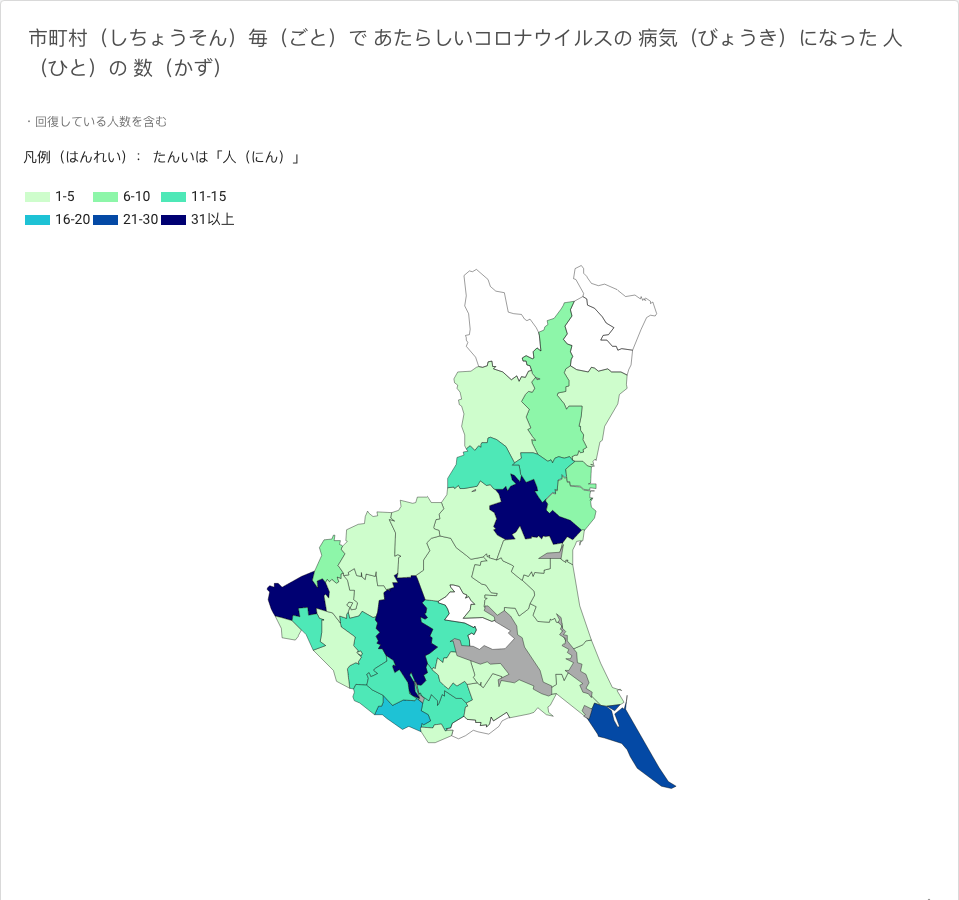 市町村（しちょうそん）毎（ごと）で あたらしいコロナウイルスの 病気（びょうき）になった 人
（ひと）の 数（かず）
・回復している人数を含む
凡例（はんれい）： たんいは「人（にん）」
1-5 6-10 11-15
16-20 21-30 31以上